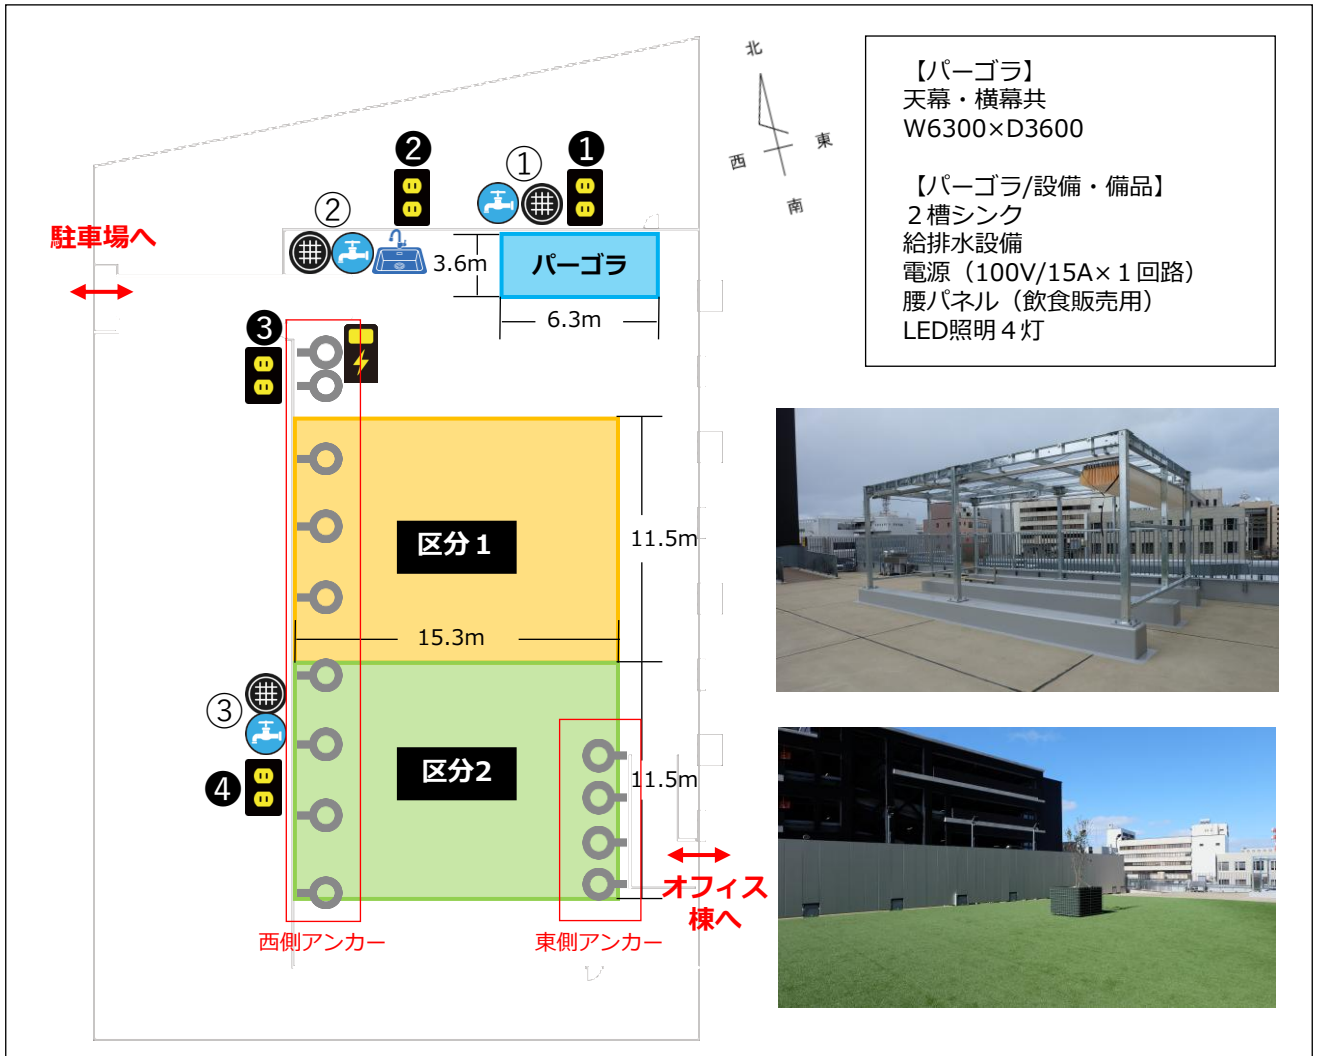 北
東
西
南
【パーゴラ】
天幕・横幕共
W6300×D3600
【パーゴラ/設備・備品】
２槽シンク
給排水設備
電源（100V/15A×１回路）
腰パネル（飲食販売用）
LED照明４灯
❷
①
❶
②
駐車場へ
3.6m
パーゴラ
6.3m
❸
区分１
11.5m
15.3m
③
❹
区分2
11.5m
オフィス
棟へ
西側アンカー
東側アンカー